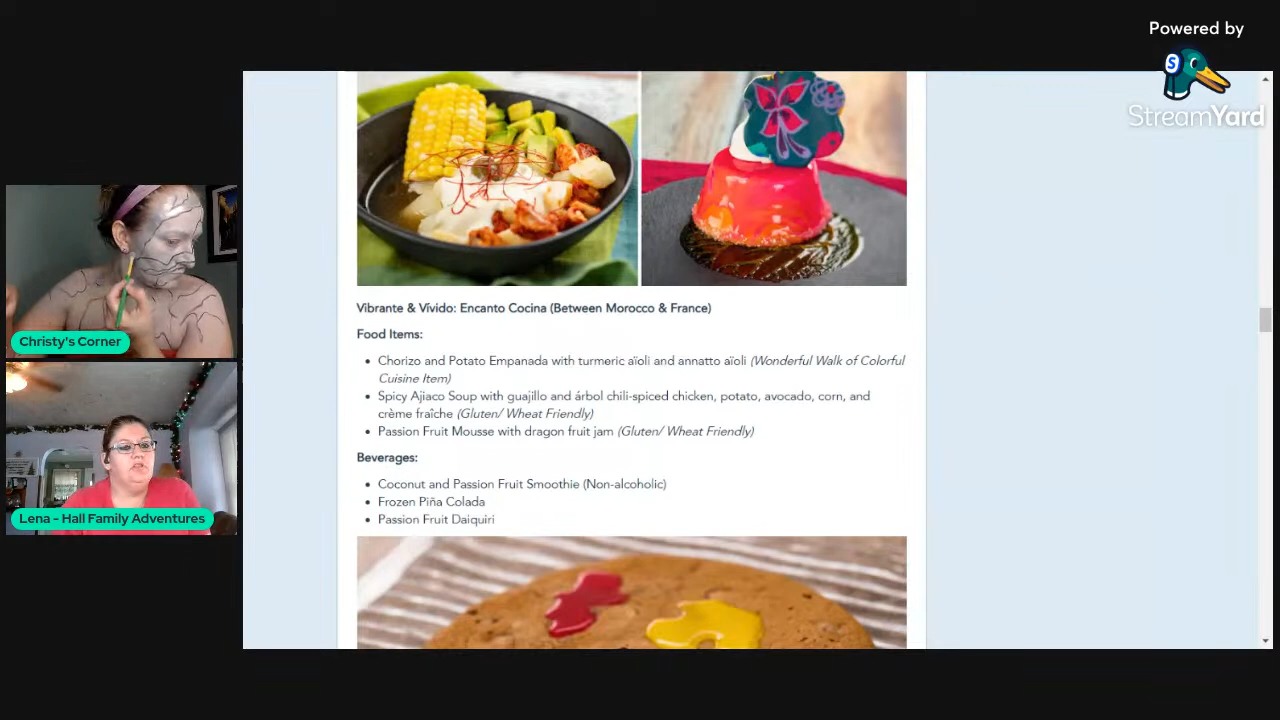 Powered by
StreamYard
Christy's Corner
Lena - Hall Family Adventures
Vibrante & Vívido: Encanto Cocina (Between Morocco & France)
Food Items:
Chorizo and Potato Empanada with turmeric aïoli and annatto aïoli (Wonderful Walk of Colorful
Cuisine Item)
Spicy Ajiaco Soup with guajillo and árbol chili-spiced chicken, potato, avocado, corn, and
crème fraîche (Gluten/ Wheat Friendly)
Passion Fruit Mousse with dragon fruit jam (Gluten/ Wheat Friendly)
Beverages:
Coconut and Passion Fruit Smoothie (Non-alcoholic)
Frozen Piña Colada
Passion Fruit Daiquiri